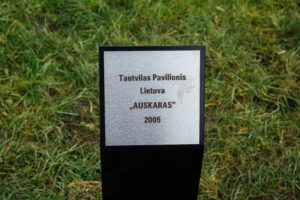 Tautvilas Pavilionis
Lietuva
„AUSKARAS”
2005